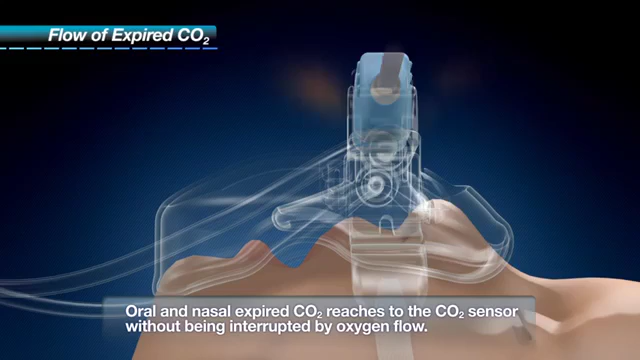 Flow of Expired CO₂
Oral and nasal expired CO₂ reaches to the CO₂ sensor
without being interrupted by oxygen flow.